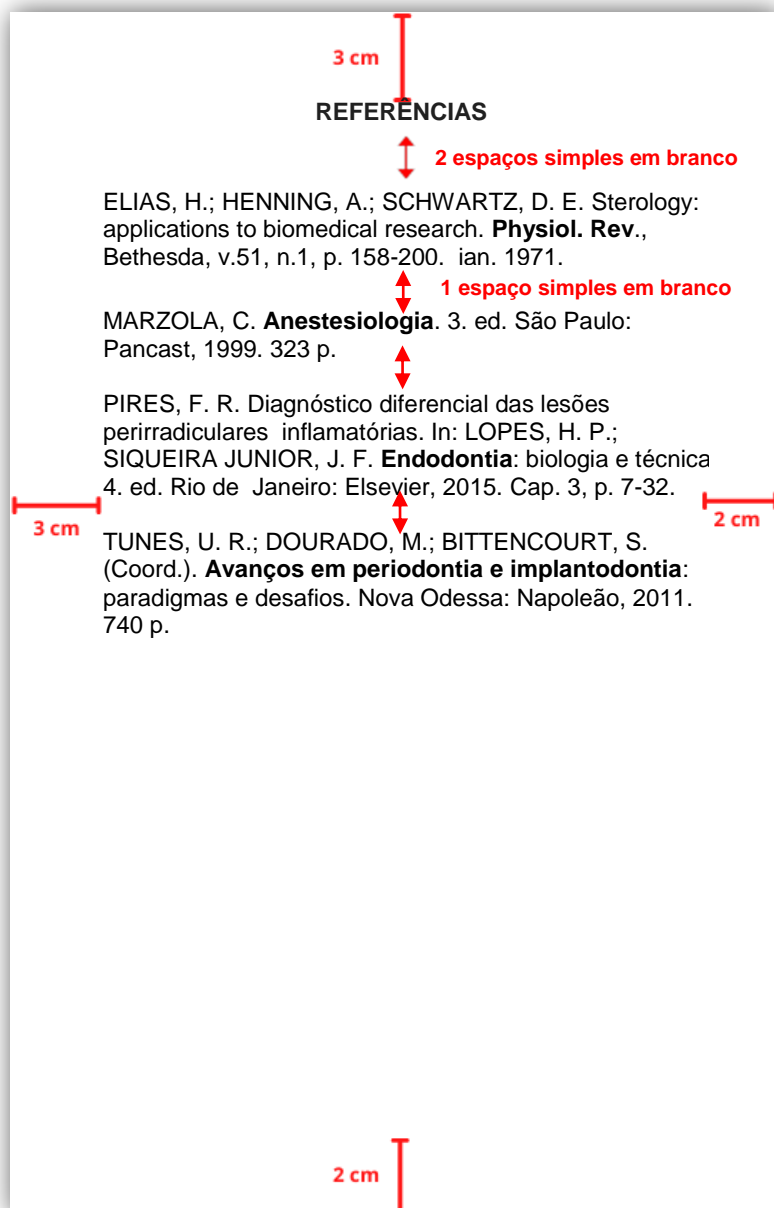 3 cm
REFERÊNCIAS
2 espaços simples em branco
ELIAS, H.; HENNING, A.; SCHWARTZ, D. E. Sterology:
applications to biomedical research. Physiol. Rev.,
Bethesda, v.51, n.1, p. 158-200. jan. 1971.
1 espaço simples em branco
MARZOLA, C. Anestesiologia. 3. ed. São Paulo:
Pancast, 1999. 323 p.
PIRES, F. R. Diagnóstico diferencial das lesões
perirradiculares inflamatórias. In: LOPES, H. P.;
SIQUEIRA JUNIOR, J. F. Endodontia: biologia e técnica
4. ed. Rio de Janeiro: Elsevier, 2015. Cap. 3, p. 7-32.
3 cm
2 cm
TUNES, U. R.; DOURADO, M.; BITTENCOURT, S.
(Coord.). Avanços em periodontia e implantodontia:
paradigmas e desafios. Nova Odessa: Napoleão, 2011.
740 p.
2 cm